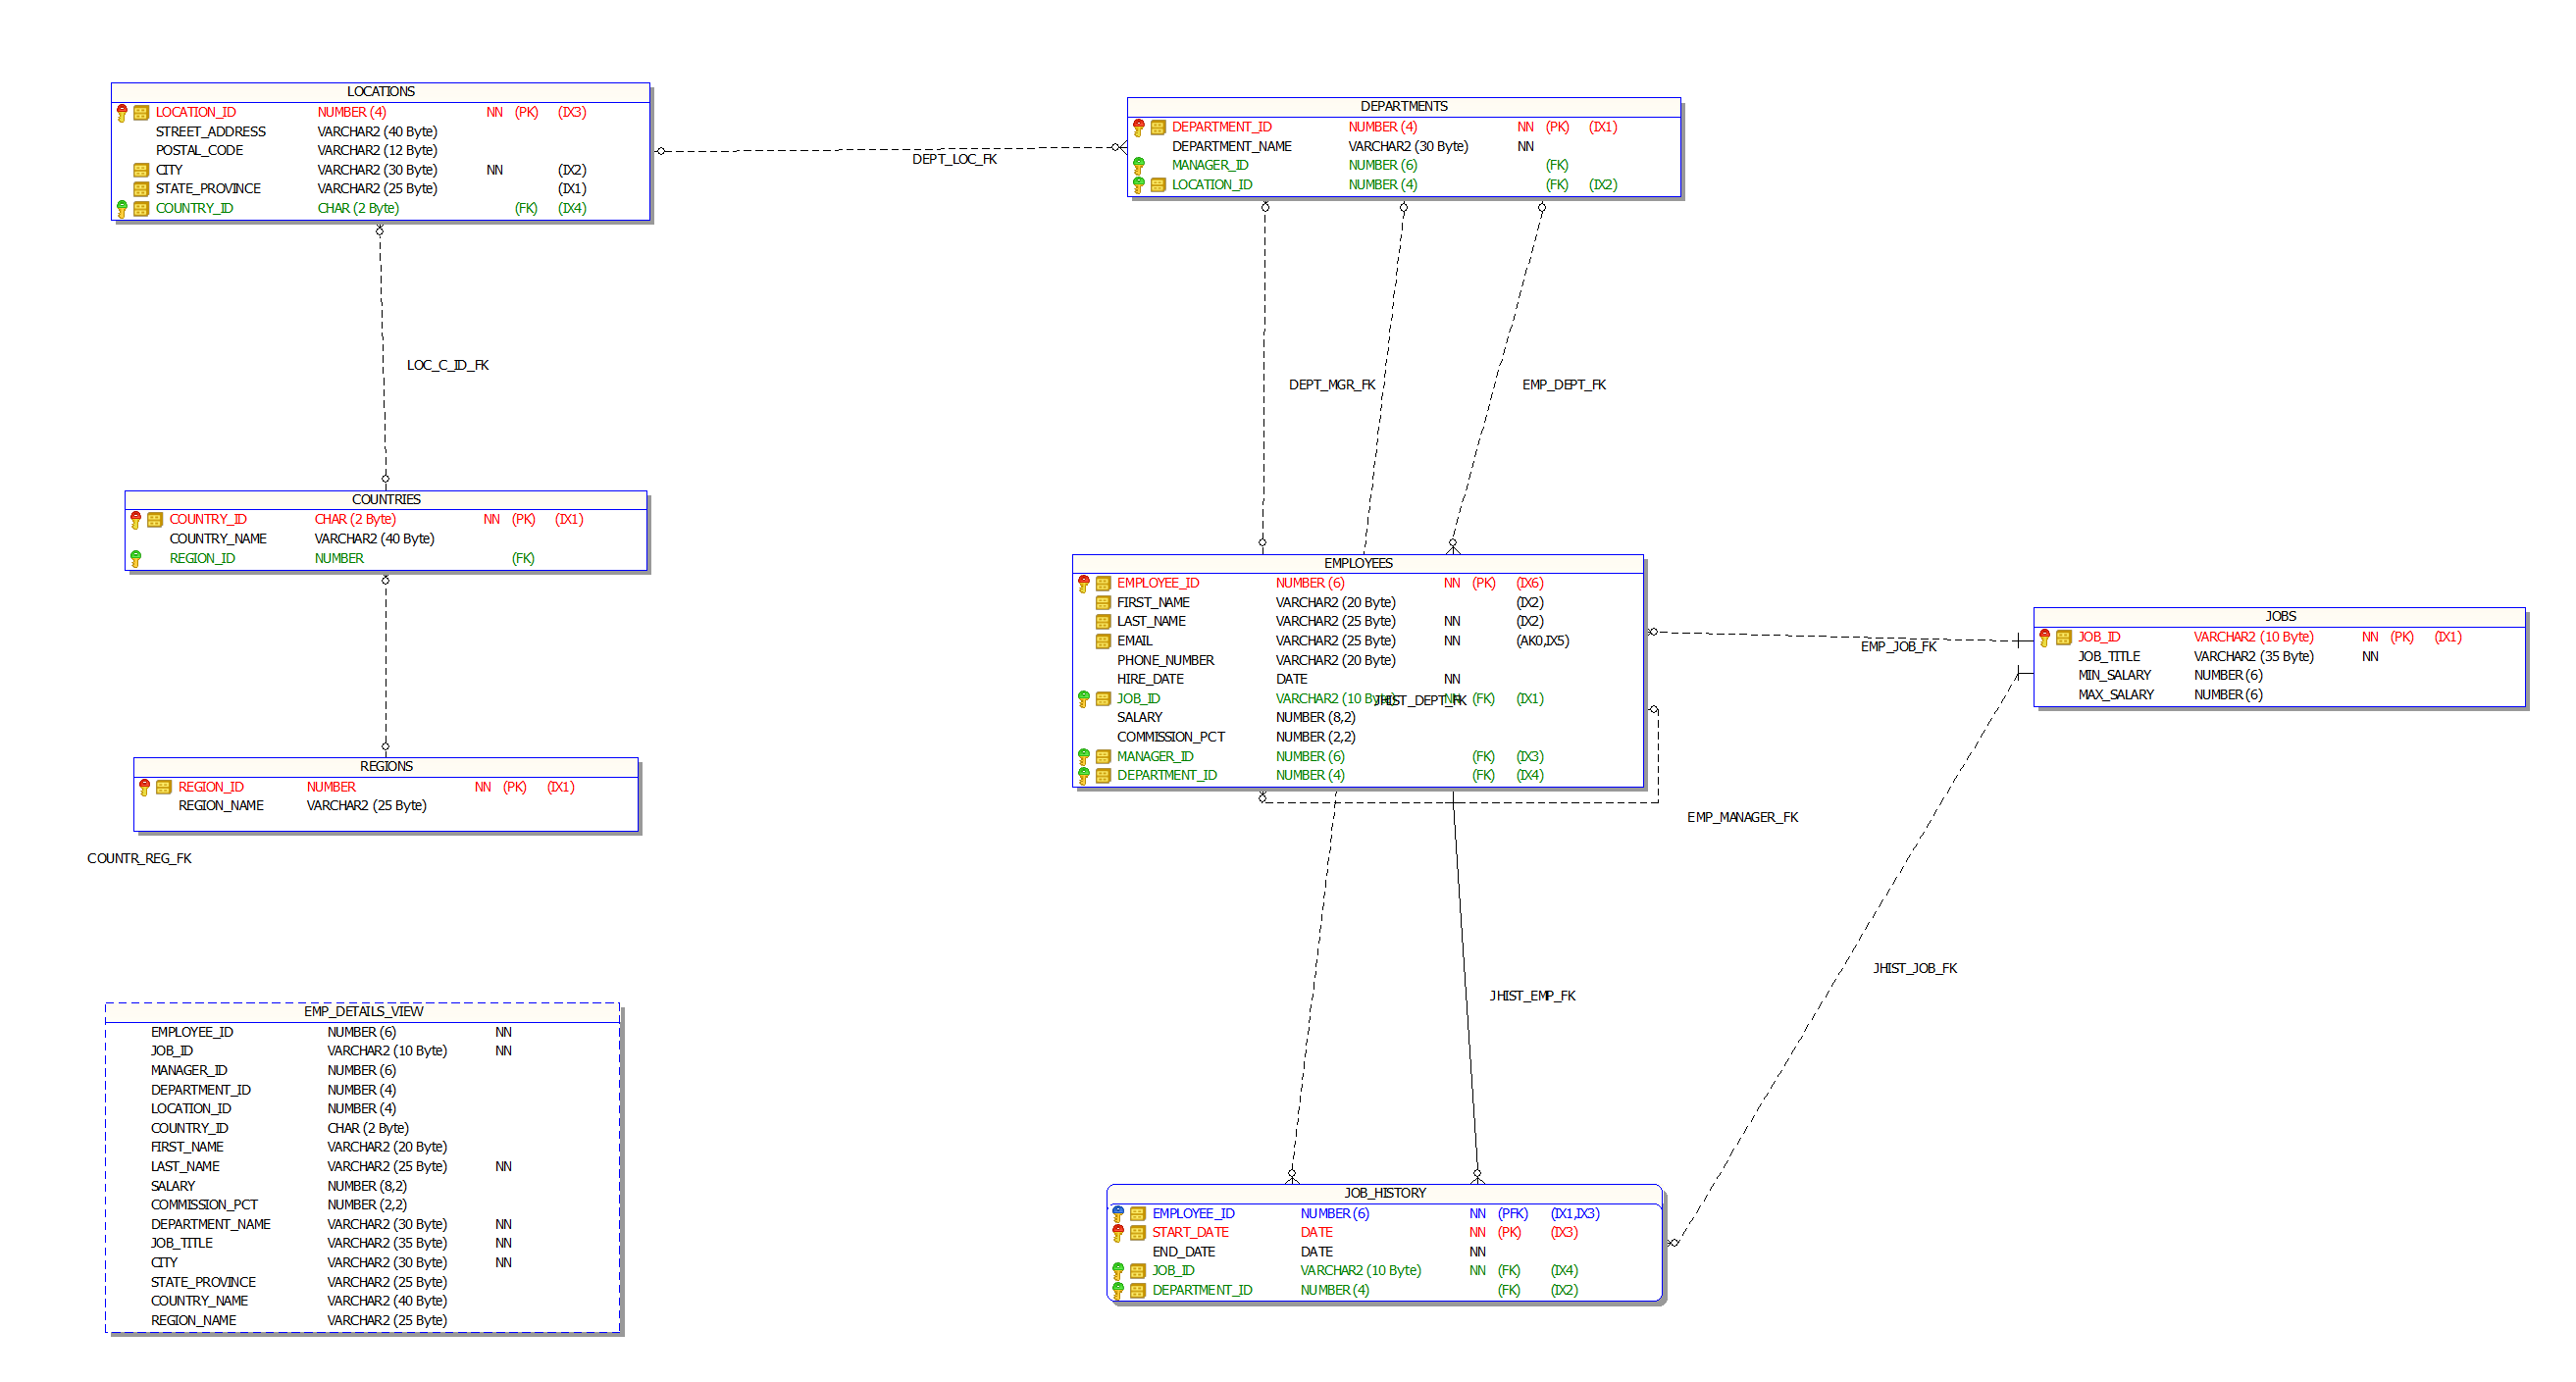 LOCATIONS
LOCATION_ID NUMBER (4) NN (PK) (IX3)
STREET_ADDRESS VARCHAR2 (40 Byte)
POSTAL_CODE VARCHAR2 (12 Byte)
CITY VARCHAR2 (30 Byte) NN (IX2)
STATE_PROVINCE VARCHAR2 (25 Byte) (IX1)
COUNTRY_ID CHAR (2 Byte) (FK) (IX4)
DEPT_LOC_FK
DEPARTMENTS
DEPARTMENT_ID NUMBER (4) NN (PK) (IX1)
DEPARTMENT_NAME VARCHAR2 (30 Byte) NN
MANAGER_ID NUMBER (6) (FK)
LOCATION_ID NUMBER (4) (FK) (IX2)
LOC_C_ID_FK
DEPT_MGR_FK
EMP_DEPT_FK
COUNTRIES
COUNTRY_ID CHAR (2 Byte) NN (PK) (IX1)
COUNTRY_NAME VARCHAR2 (40 Byte)
REGION_ID NUMBER (FK)
EMPLOYEES
EMPLOYEE_ID NUMBER (6) NN (PK) (IX6)
FIRST_NAME VARCHAR2 (20 Byte) (IX2)
LAST_NAME VARCHAR2 (25 Byte) NN (IX2)
EMAIL VARCHAR2 (25 Byte) NN (AK0,IX5)
PHONE_NUMBER VARCHAR2 (20 Byte)
HIRE_DATE DATE NN
JOB_ID VARCHAR2 (10 Byte) NN (FK) (IX1)
JHIST_DEPT_FK
SALARY NUMBER (8,2)
COMMISSION_PCT NUMBER (2,2)
MANAGER_ID NUMBER (6) (FK) (IX3)
DEPARTMENT_ID NUMBER (4) (FK) (IX4)
EMP_JOB_FK
JOBS
JOB_ID VARCHAR2 (10 Byte) NN (PK) (IX1)
JOB_TITLE VARCHAR2 (35 Byte) NN
MIN_SALARY NUMBER (6)
MAX_SALARY NUMBER (6)
REGIONS
REGION_ID NUMBER NN (PK) (IX1)
REGION_NAME VARCHAR2 (25 Byte)
EMP_MANAGER_FK
COUNTR_REG_FK
JHIST_JOB_FK
JHIST_EMP_FK
EMP_DETAILS_VIEW
EMPLOYEE_ID NUMBER (6) NN
JOB_ID VARCHAR2 (10 Byte) NN
MANAGER_ID NUMBER (6)
DEPARTMENT_ID NUMBER (4)
LOCATION_ID NUMBER (4)
COUNTRY_ID CHAR (2 Byte)
FIRST_NAME VARCHAR2 (20 Byte)
LAST_NAME VARCHAR2 (25 Byte) NN
SALARY NUMBER (8,2)
COMMISSION_PCT NUMBER (2,2)
DEPARTMENT_NAME VARCHAR2 (30 Byte) NN
JOB_TITLE VARCHAR2 (35 Byte) NN
CITY VARCHAR2 (30 Byte) NN
STATE_PROVINCE VARCHAR2 (25 Byte)
COUNTRY_NAME VARCHAR2 (40 Byte)
REGION_NAME VARCHAR2 (25 Byte)
JOB_HISTORY
EMPLOYEE_ID NUMBER (6) NN (PFK) (IX1,IX3)
START_DATE DATE NN (PK) (IX3)
END_DATE DATE NN
JOB_ID VARCHAR2 (10 Byte) NN (FK) (IX4)
DEPARTMENT_ID NUMBER (4) (FK) (IX2)